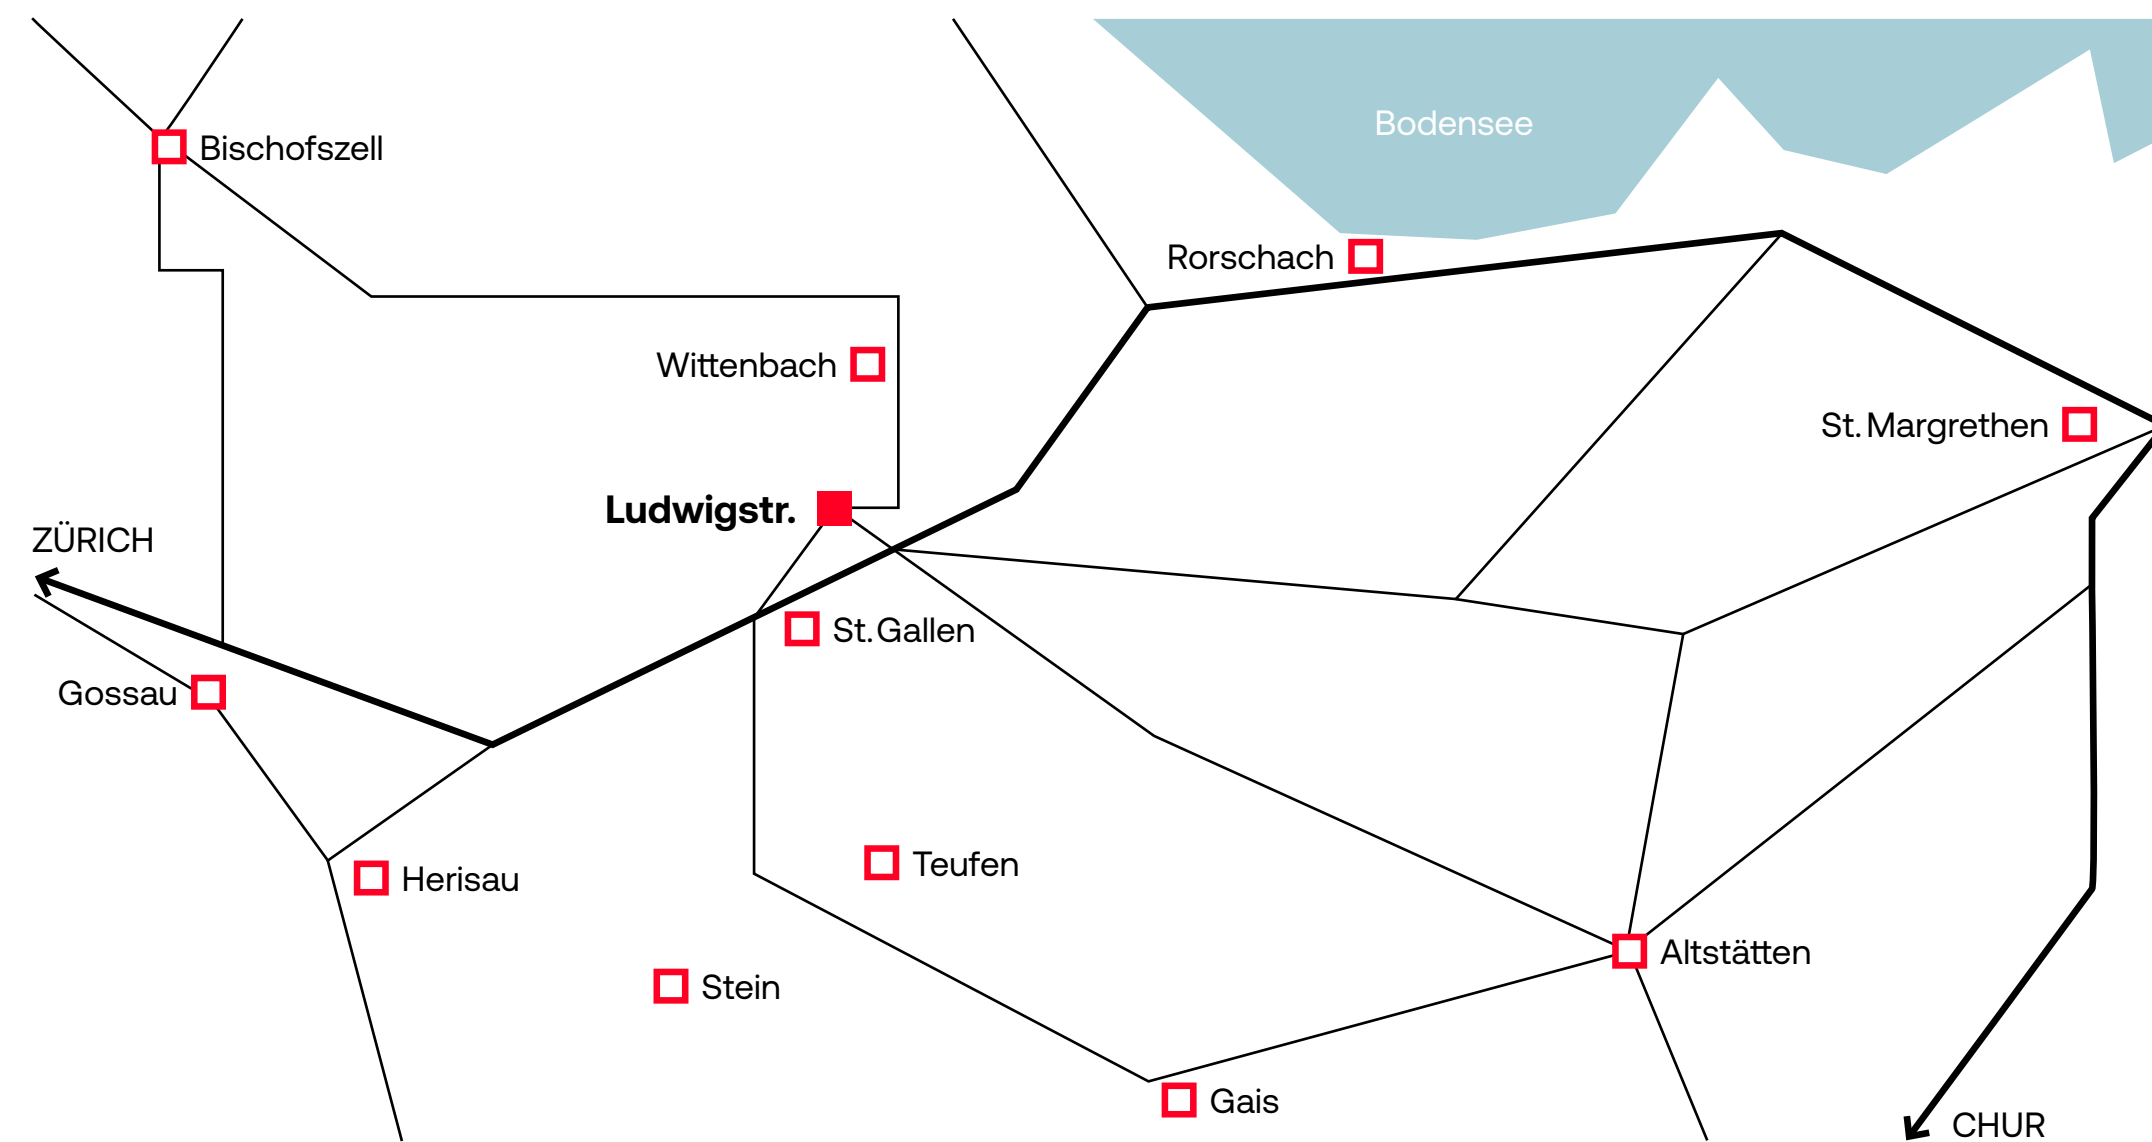 Bodensee
Bischofszell
Rorschach
Wittenbach
St. Margrethen
Ludwigstr.
ZÜRICH
St. Gallen
Gossau
Teufen
Herisau
Altstätten
Stein
Gais
CHUR